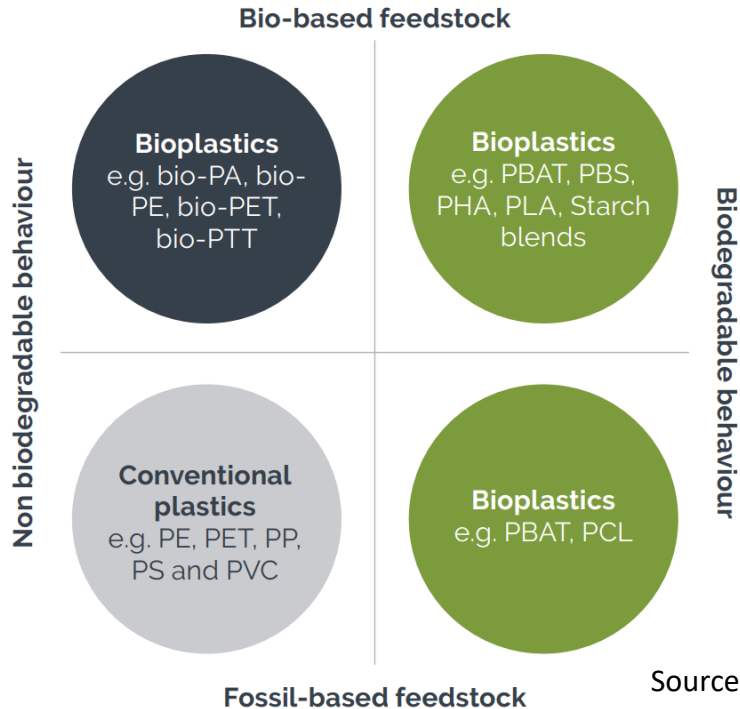 Bio-based feedstock
Non biodegradable behaviour
Bioplastics
e.g. bio-PA, bio-
PE, bio-PET,
bio-PTT
Bioplastics
e.g. PBAT, PBS,
PHA, PLA, Starch
blends
Biodegradable behaviour
Conventional
plastics
e.g. PE, PET, PP,
PS and PVC
Bioplastics
e.g. PBAT, PCL
Fossil-based feedstock
Source